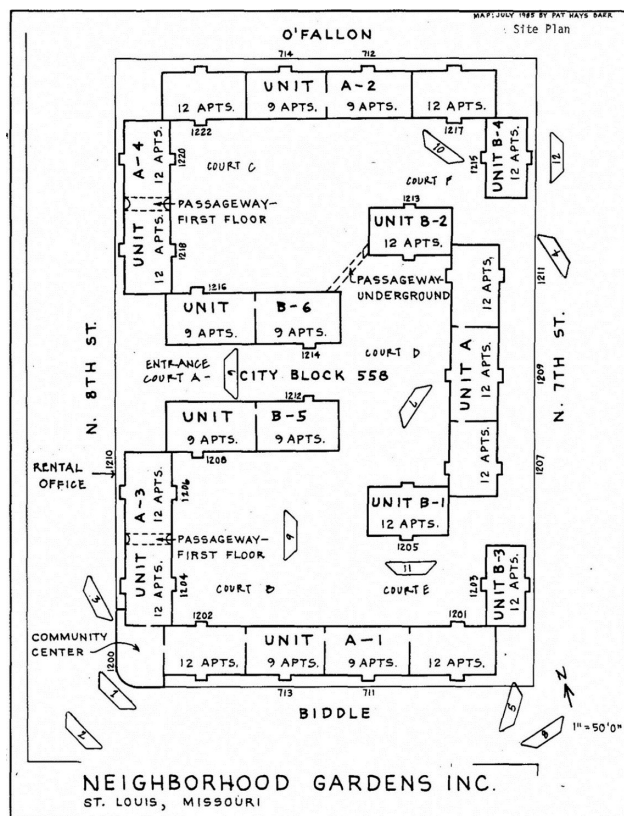 MAP: JULY 1985 BY PAT HAYS BAER
Site Plan
O'FALLON
714 712
UNIT A-2
12 APTS. 9 APTS. 9 APTS. 12 APTS.
1222 1217
A-4 12 APTS.
1220
COURT C
10
COURT F
1215
UNIT B-4
12 APTS.
12
PASSAGEWAY-
FIRST FLOOR
UNIT 12 APTS.
1218
1213
UNIT B-2
12 APTS.
4
1211
PASSAGEWAY-
UNDERGROUND
12 APTS.
1216
UNIT B-6
9 APTS. 9 APTS.
1214
COURT D
UNIT A
12 APTS.
1209
N. 7TH ST.
N. 8TH ST.
ENTRANCE
COURT A-
CITY BLOCK 558
1212
7
UNIT B-5
9 APTS. 9 APTS.
1208
12 APTS.
1207
1210
RENTAL
OFFICE
A-3 12 APTS.
1206
UNIT B-1
12 APTS.
1205
PASSAGEWAY-
FIRST FLOOR
UNIT 12 APTS.
1204
11
1203
UNIT B-3
12 APTS.
3
COURT B
COURT E
COMMUNITY
CENTER
1202 1201
UNIT A-1
12 APTS. 9 APTS. 9 APTS. 12 APTS.
1200
713 711
1
BIDDLE
5
2
8
N
1"=50'0"
NEIGHBORHOOD GARDENS INC.
ST. LOUIS, MISSOURI